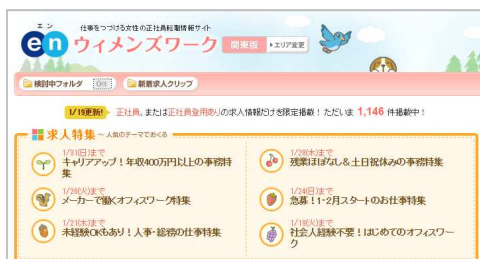 エン
仕事をつづける女性の正社員転職情報サイト
en ウィメンズワーク 関東版 ▸エリア変更
検討中フォルダ 0件 新着求人クリップ
1/19更新! 正社員、または正社員登用ありの求人情報だけを限定掲載!ただいま 1,146 件掲載中!
求人特集 ~ 人気のテーマでおくる
1/31(日)まで
キャリアアップ!年収400万円以上の事務特
集
1/28(木)まで
残業ほぼなし&土日祝休みの事務特集
1/26(火)まで
メーカーで働くオフィスワーク特集
1/24(日)まで
急募!1・2月スタートのお仕事特集
1/21(木)まで
未経験OKもあり!人事・総務の仕事特集
1/19(火)まで
社会人経験不要!はじめてのオフィスワー
ク